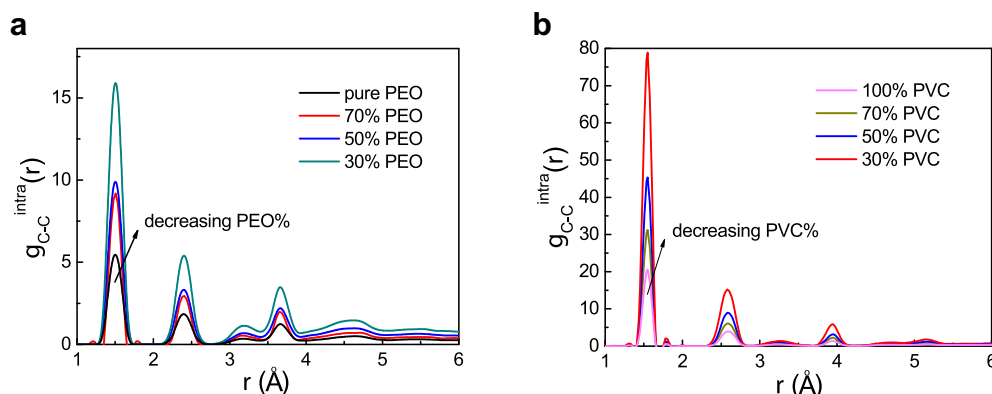 a
15
10
5
0
g_{C-C}^{intra}(r)
pure PEO
70% PEO
50% PEO
30% PEO
decreasing PEO%
1 2 3 4 5 6
r (Å)
b
80
70
60
50
40
30
20
10
0
g_{C-C}^{intra}(r)
100% PVC
70% PVC
50% PVC
30% PVC
decreasing PVC%
1 2 3 4 5 6
r (Å)